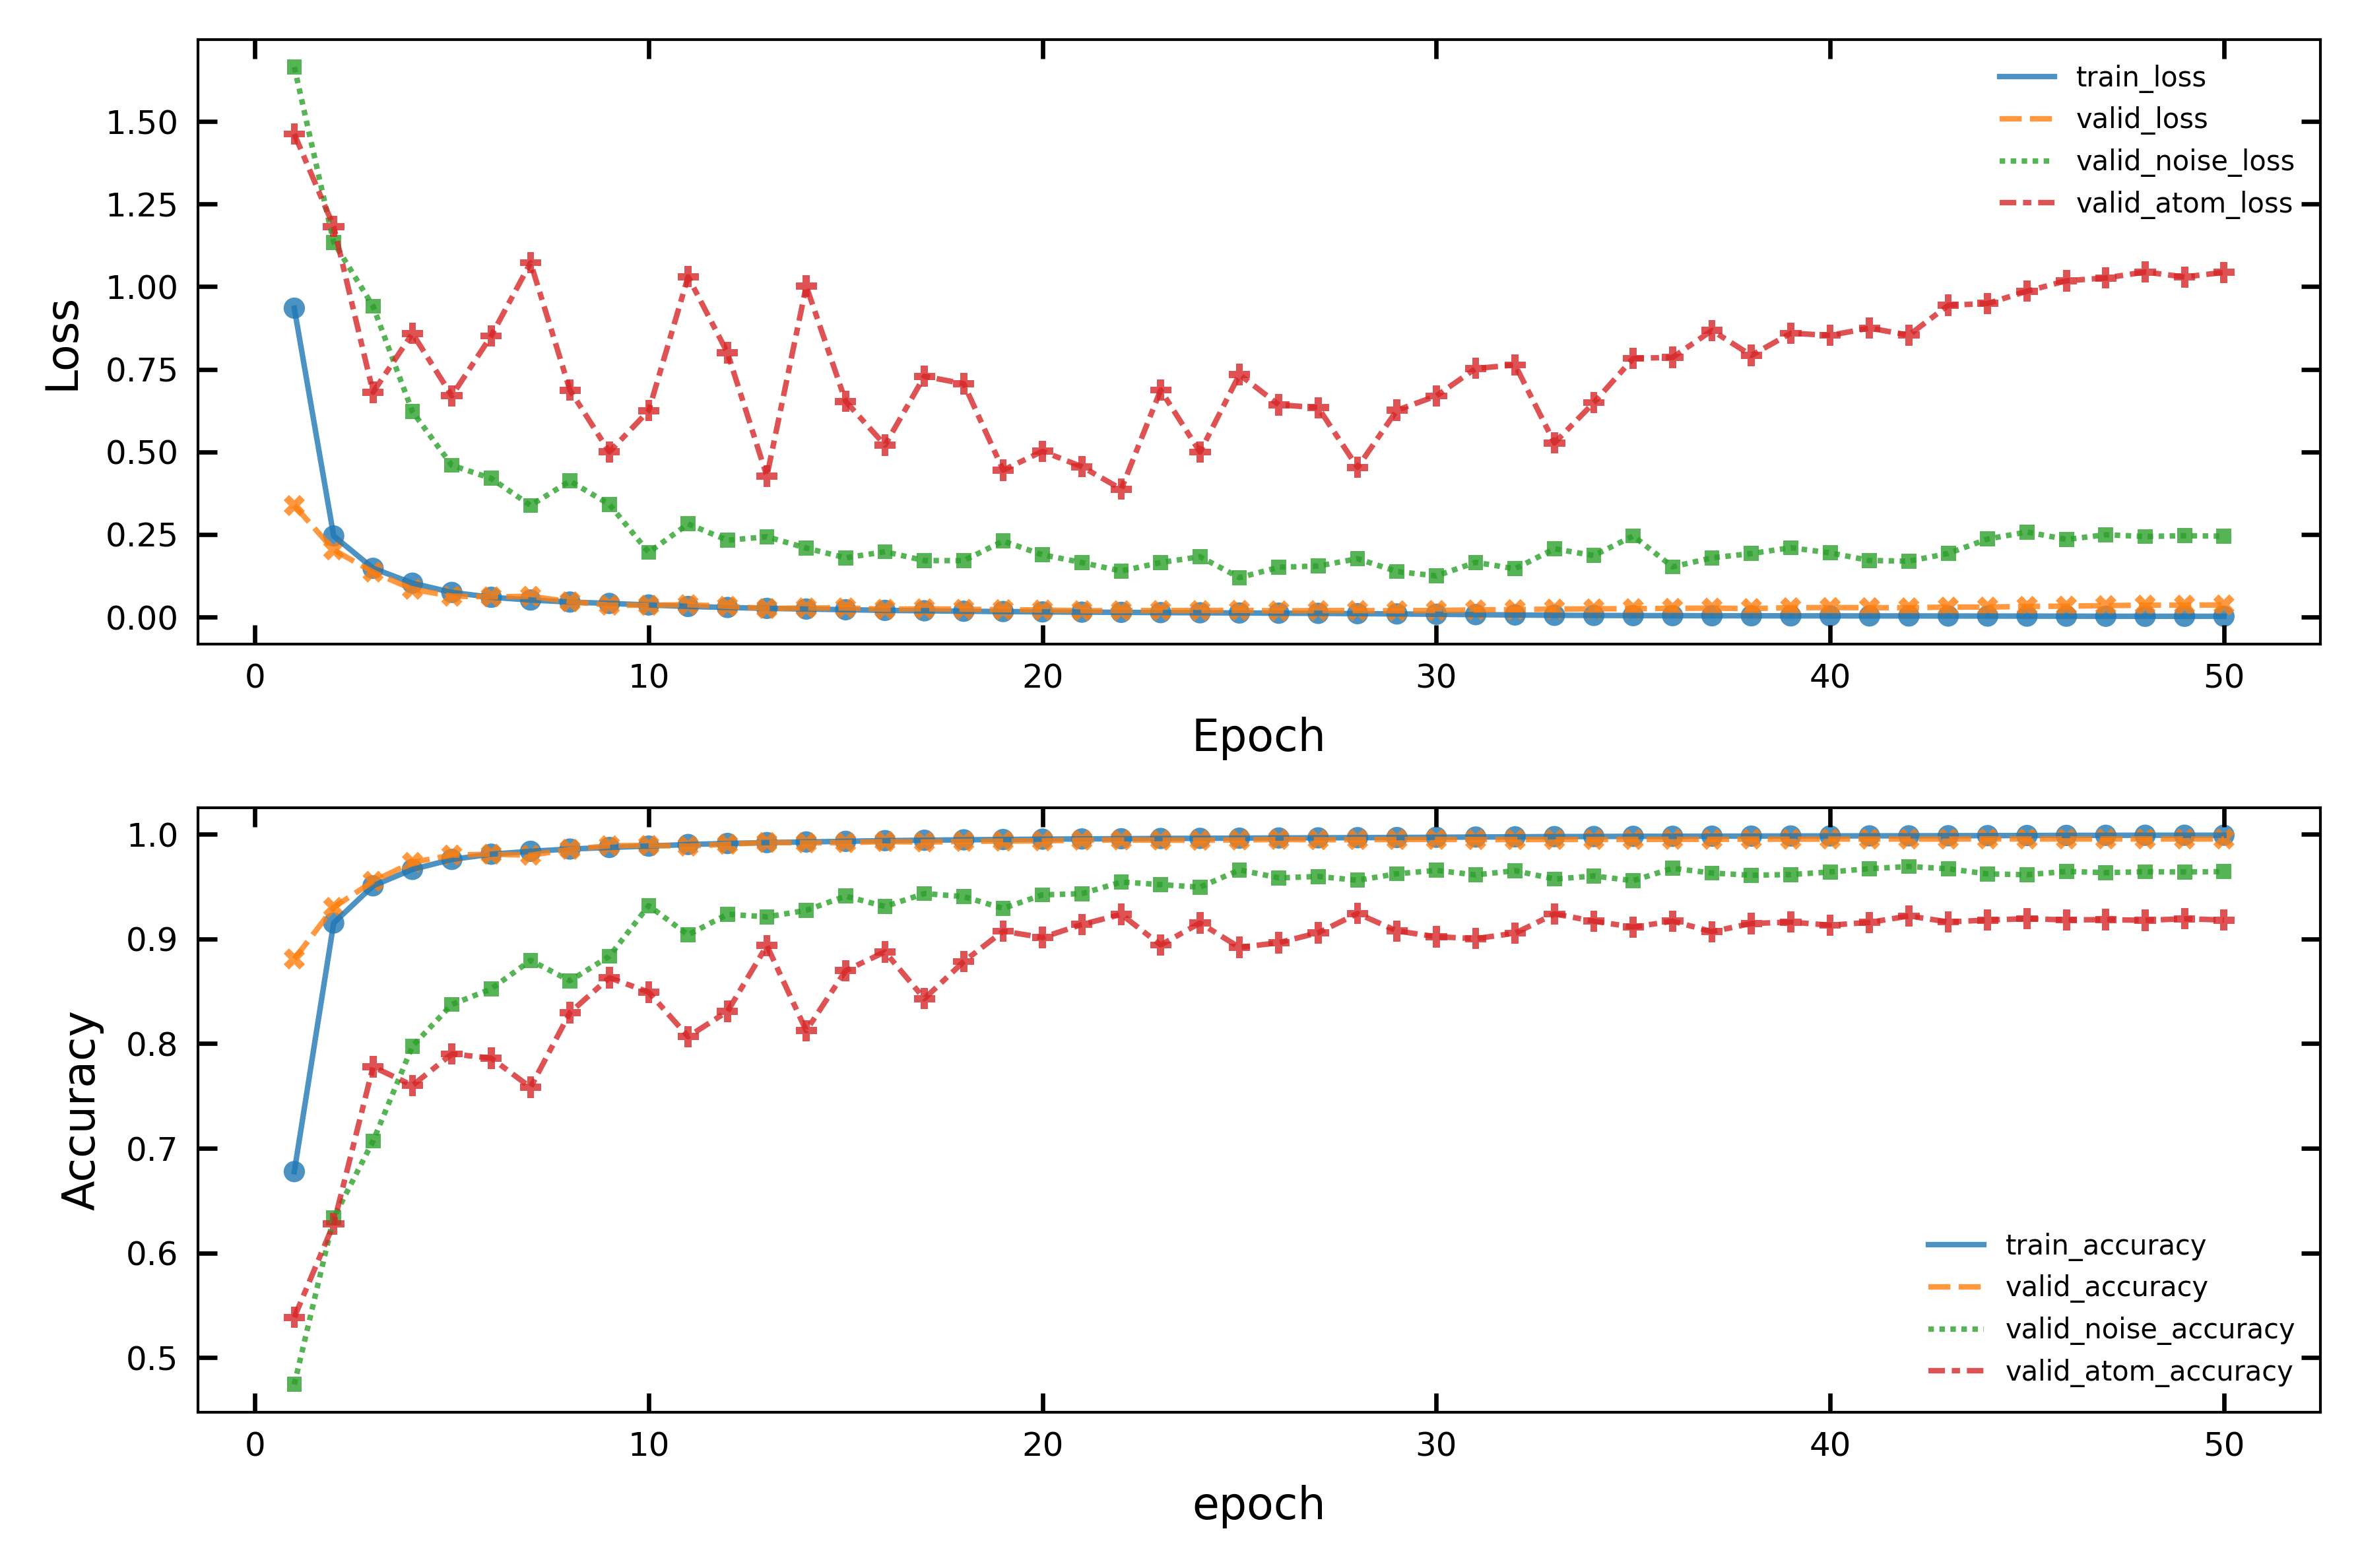 Loss
1.50
1.25
1.00
0.75
0.50
0.25
0.00
train_loss
valid_loss
valid_noise_loss
valid_atom_loss
0 10 20 30 40 50
Epoch
Accuracy
1.0
0.9
0.8
0.7
0.6
0.5
train_accuracy
valid_accuracy
valid_noise_accuracy
valid_atom_accuracy
0 10 20 30 40 50
epoch